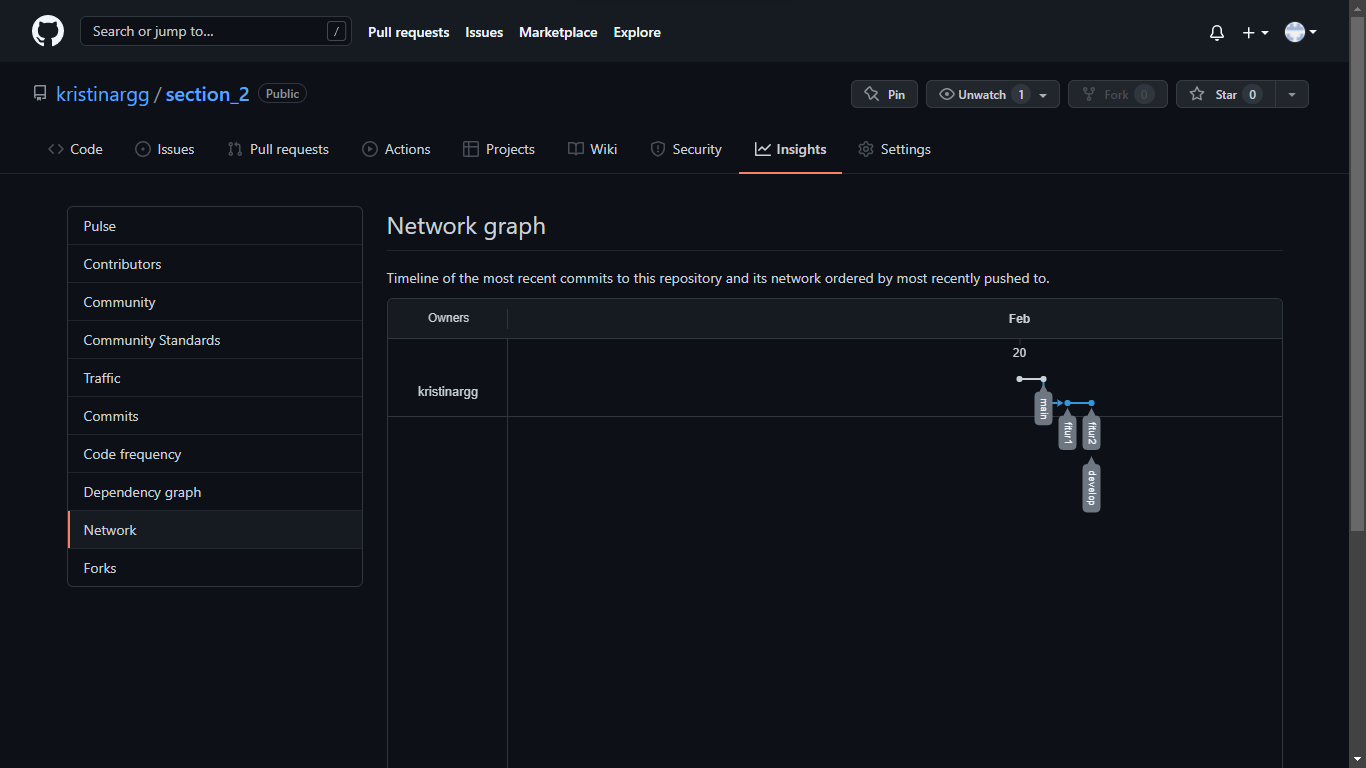 Search or jump to... /
Pull requests Issues Marketplace Explore
kristinargg / section_2 Public
Pin Unwatch 1 Fork 0 Star 0
Code Issues Pull requests Actions Projects Wiki Security Insights Settings
Pulse
Contributors
Community
Community Standards
Traffic
Commits
Code frequency
Dependency graph
Network
Forks
Network graph
Timeline of the most recent commits to this repository and its network ordered by most recently pushed to.
Owners Feb
20
kristinargg
main
fitur1
fitur2
develop